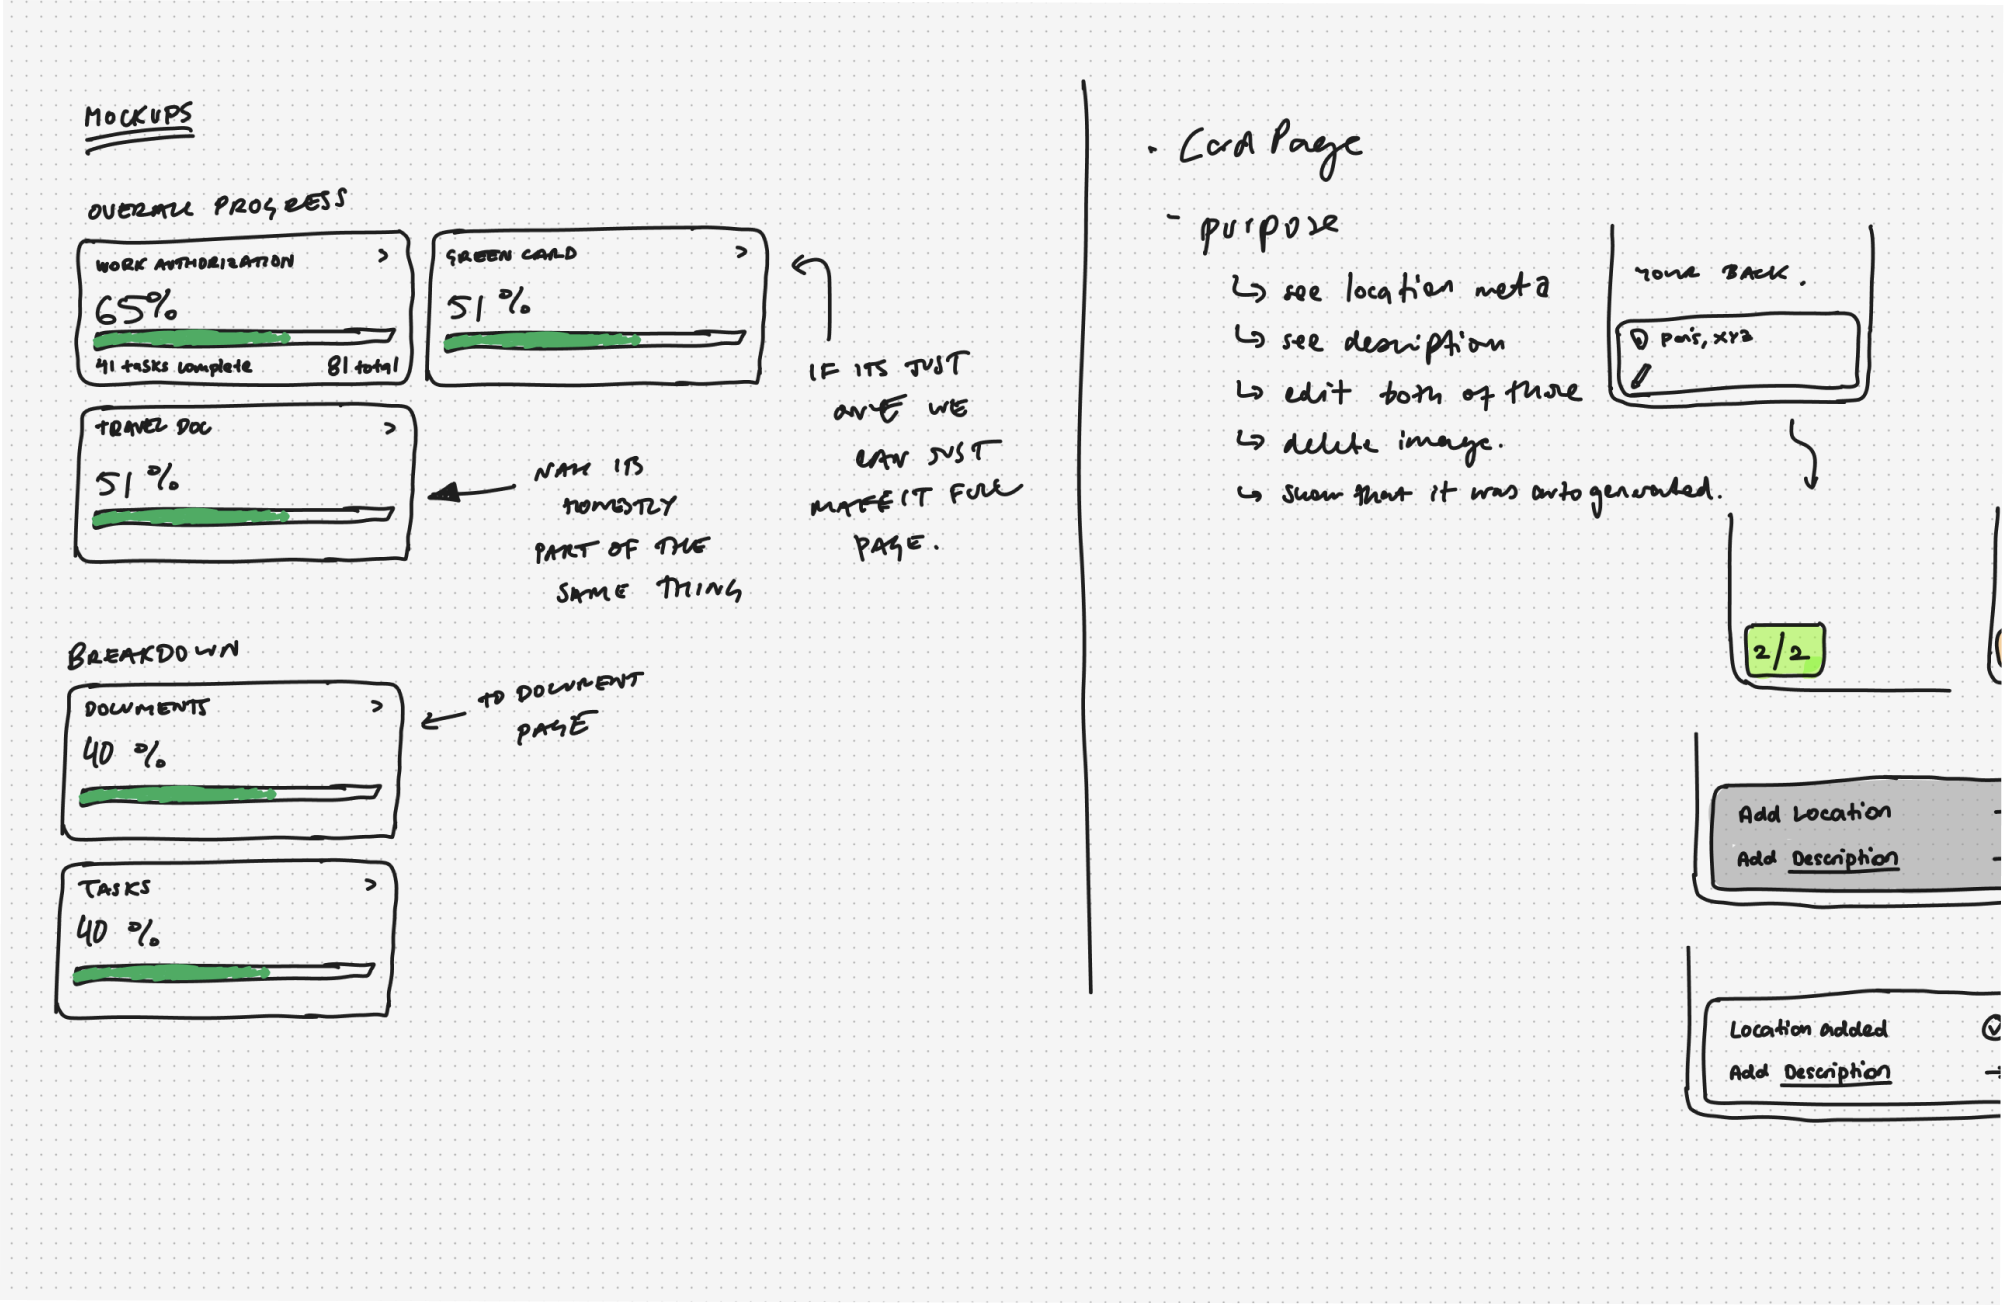 MOCKUPS
OVERALL PROGRESS
WORK AUTHORIZATION >
65%
41 tasks complete 81 total
GREEN CARD >
51 %
IF ITS JUST
ONE WE
CAN JUST
MAKE IT FULL
PAGE.
TRAVEL DOC >
51 %
NAH ITS
HONESTLY
PART OF THE
SAME THING
BREAKDOWN
DOCUMENTS >
40 %
TO DOCUMENT
PAGE
TASKS >
40 %
Card Page
- purpose
see location meta
see description
edit both of those
delete image.
show that it was autogenerated.
YOUR BACK.
Paris, xyz
2/2
Add Location
Add Description
Location added
Add Description